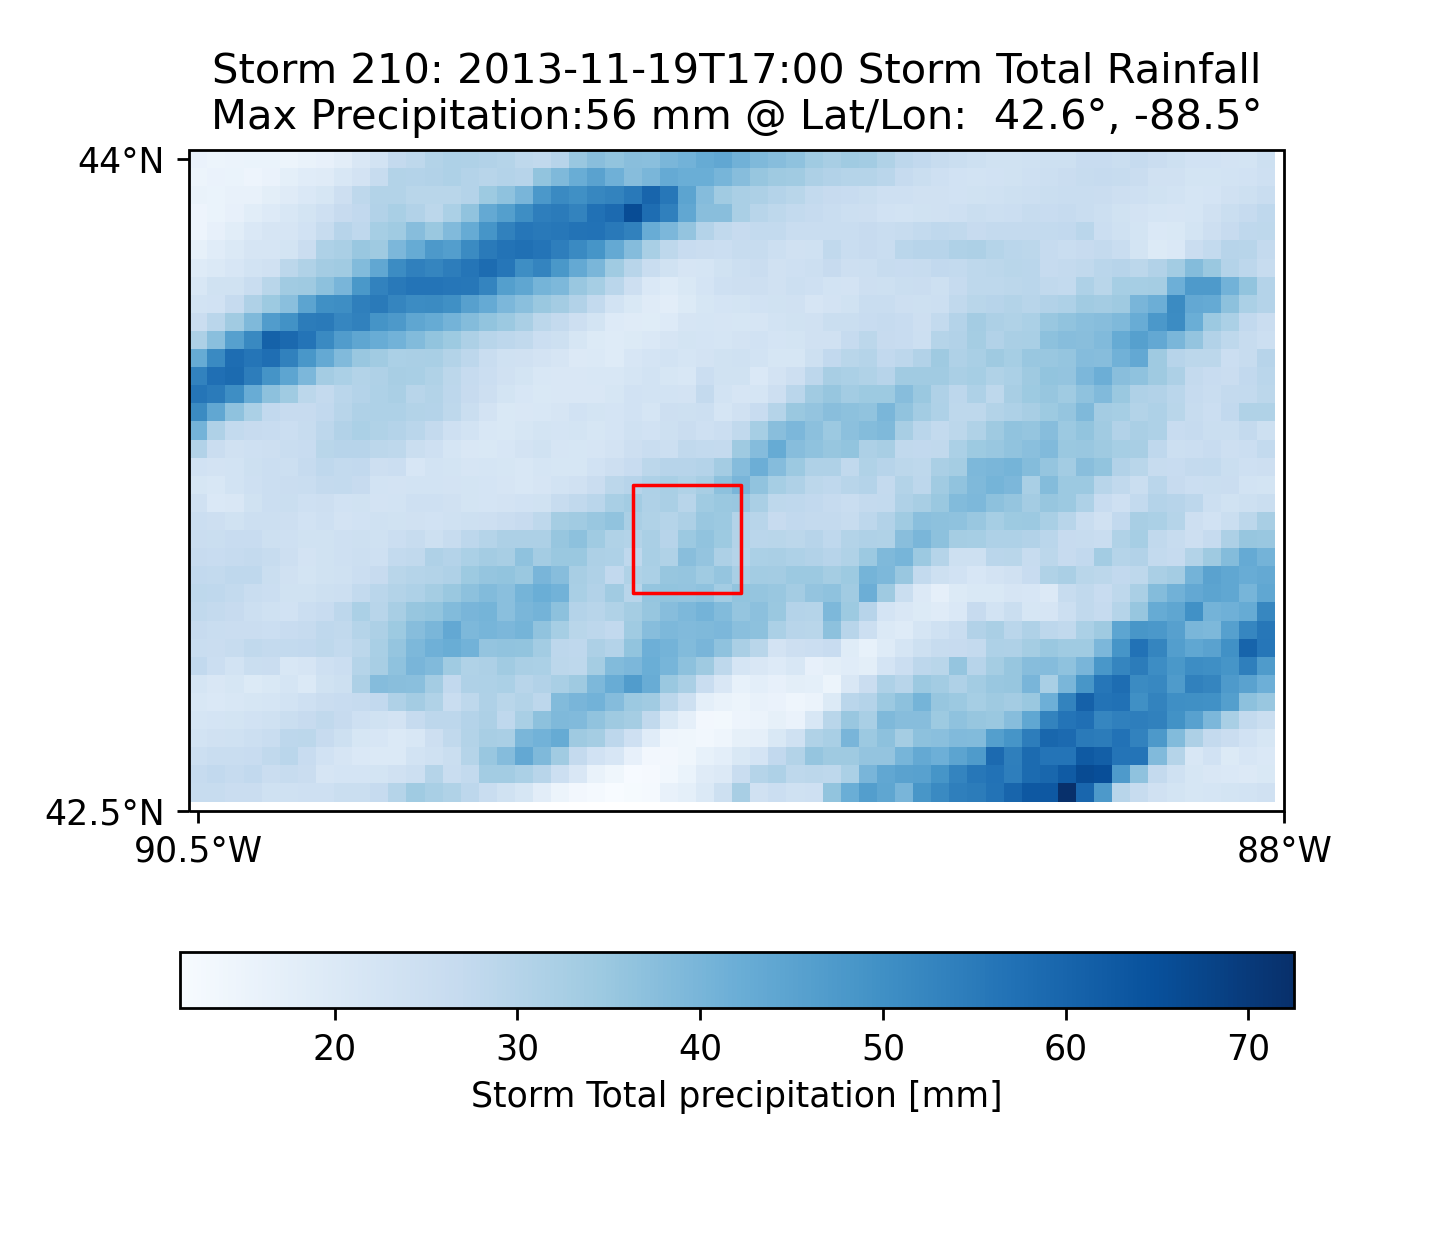 Storm 210: 2013-11-19T17:00 Storm Total Rainfall
Max Precipitation:56 mm @ Lat/Lon:  42.6°, -88.5°
44°N
42.5°N
90.5°W
88°W
20 30 40 50 60 70
Storm Total precipitation [mm]